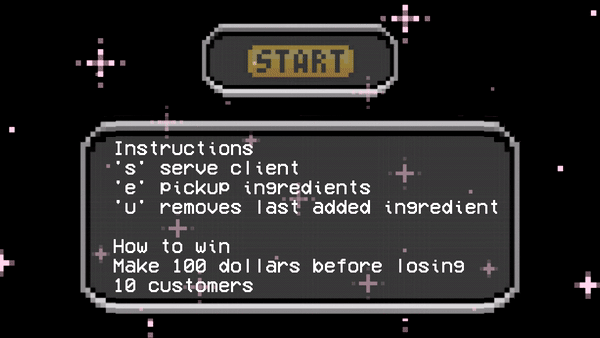 START
Instructions
's' serve client
'e' pickup ingredients
'u' removes last added ingredient
How to win
Make 100 dollars before losing
10 customers